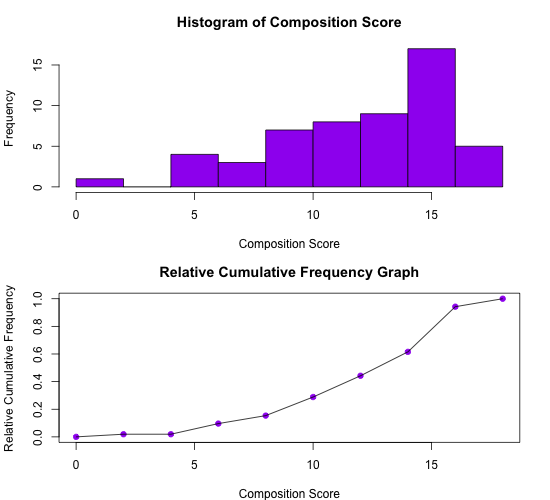 Histogram of Composition Score
Frequency
15
10
5
0
0 5 10 15
Composition Score
Relative Cumulative Frequency Graph
Relative Cumulative Frequency
1.0
0.8
0.6
0.4
0.2
0.0
0 5 10 15
Composition Score